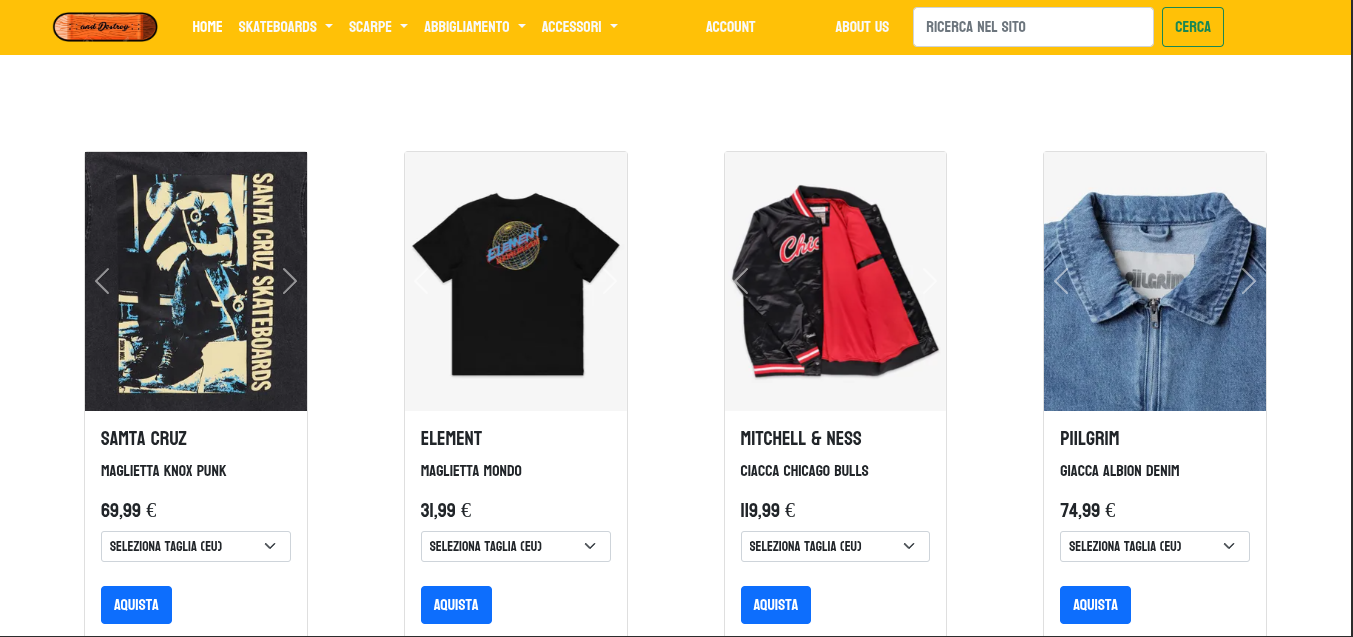 and Destroy
HOME SKATEBOARDS SCARPE ABBIGLIAMENTO ACCESSORI ACCOUNT ABOUT US RICERCA NEL SITO CERCA
SANTA CRUZ SKATEBOARDS
ELEMENT
Chic
PIILGRIM
SAMTA CRUZ
MAGLIETTA KNOX PUNK
69,99 €
SELEZIONA TAGLIA (EU)
AQUISTA
ELEMENT
MAGLIETTA MONDO
31,99 €
SELEZIONA TAGLIA (EU)
AQUISTA
MITCHELL & NESS
CIACCA CHICAGO BULLS
119,99 €
SELEZIONA TAGLIA (EU)
AQUISTA
PIILGRIM
GIACCA ALBION DENIM
74,99 €
SELEZIONA TAGLIA (EU)
AQUISTA